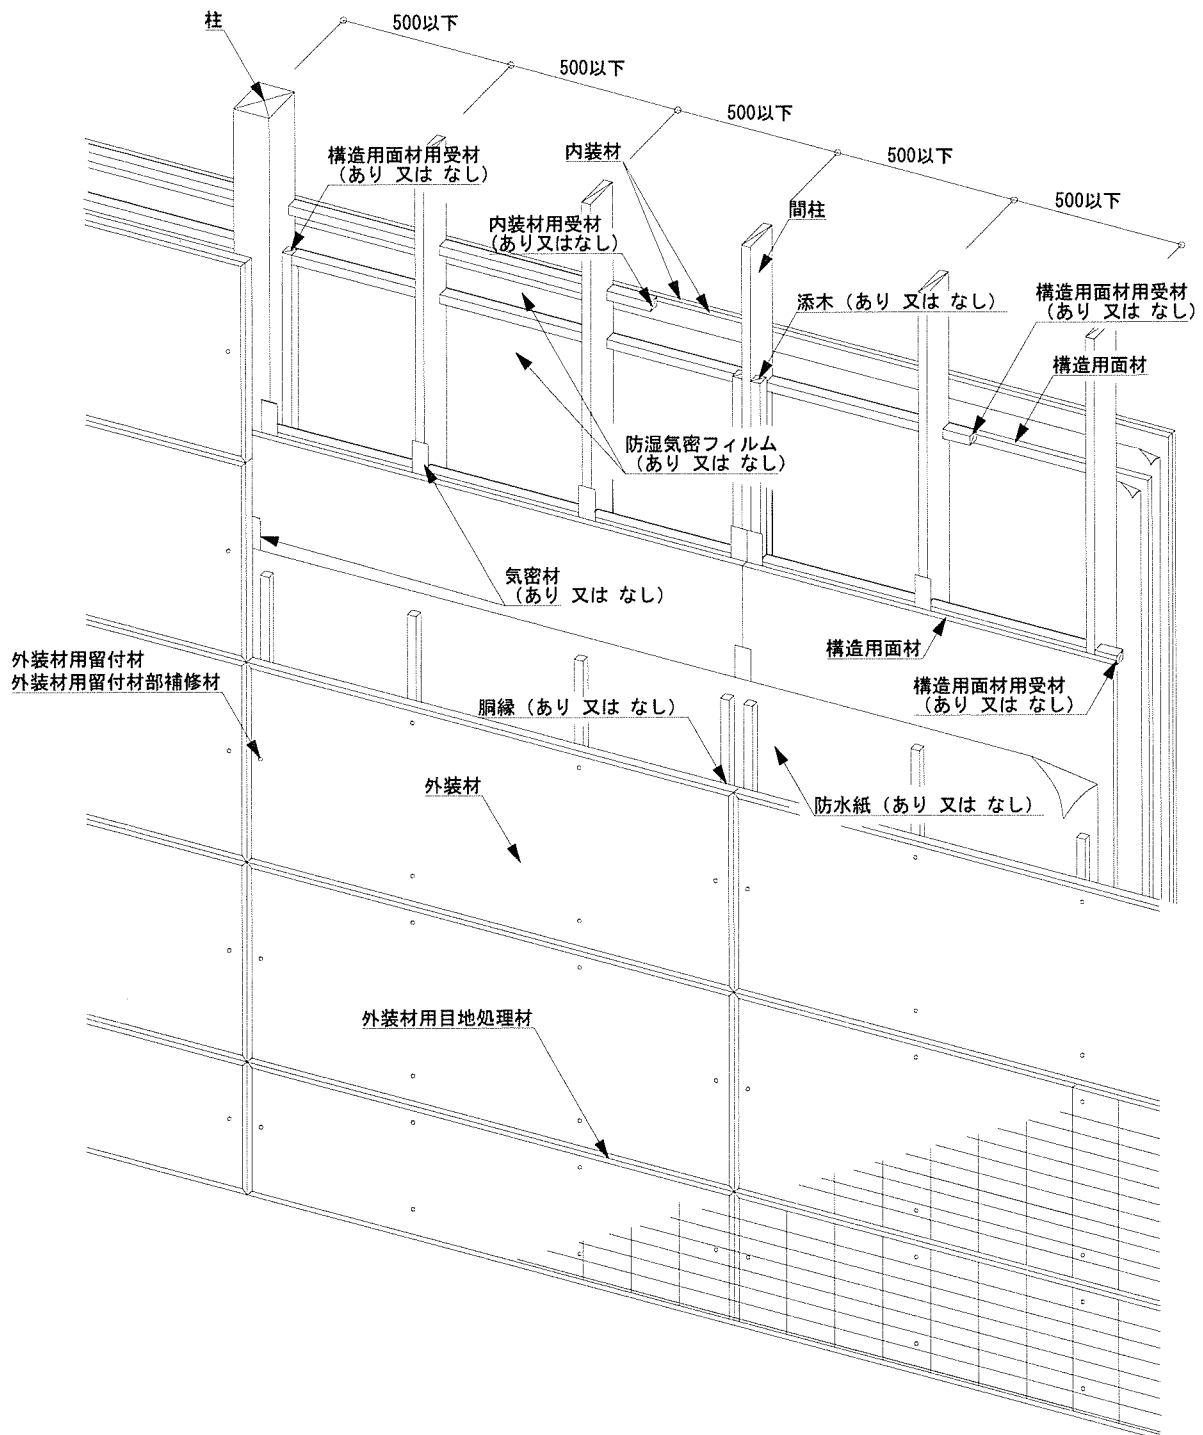 柱
500以下
500以下
500以下
500以下
500以下
構造用面材用受材
(あり 又は なし)
内装材
内装材用受材
(あり又はなし)
間柱
添木 (あり 又は なし)
構造用面材用受材
(あり 又は なし)
構造用面材
防湿気密フィルム
(あり 又は なし)
気密材
(あり 又は なし)
構造用面材
構造用面材用受材
(あり 又は なし)
外装材用留付材
外装材用留付材部補修材
胴縁 (あり 又は なし)
外装材
防水紙 (あり 又は なし)
外装材用目地処理材